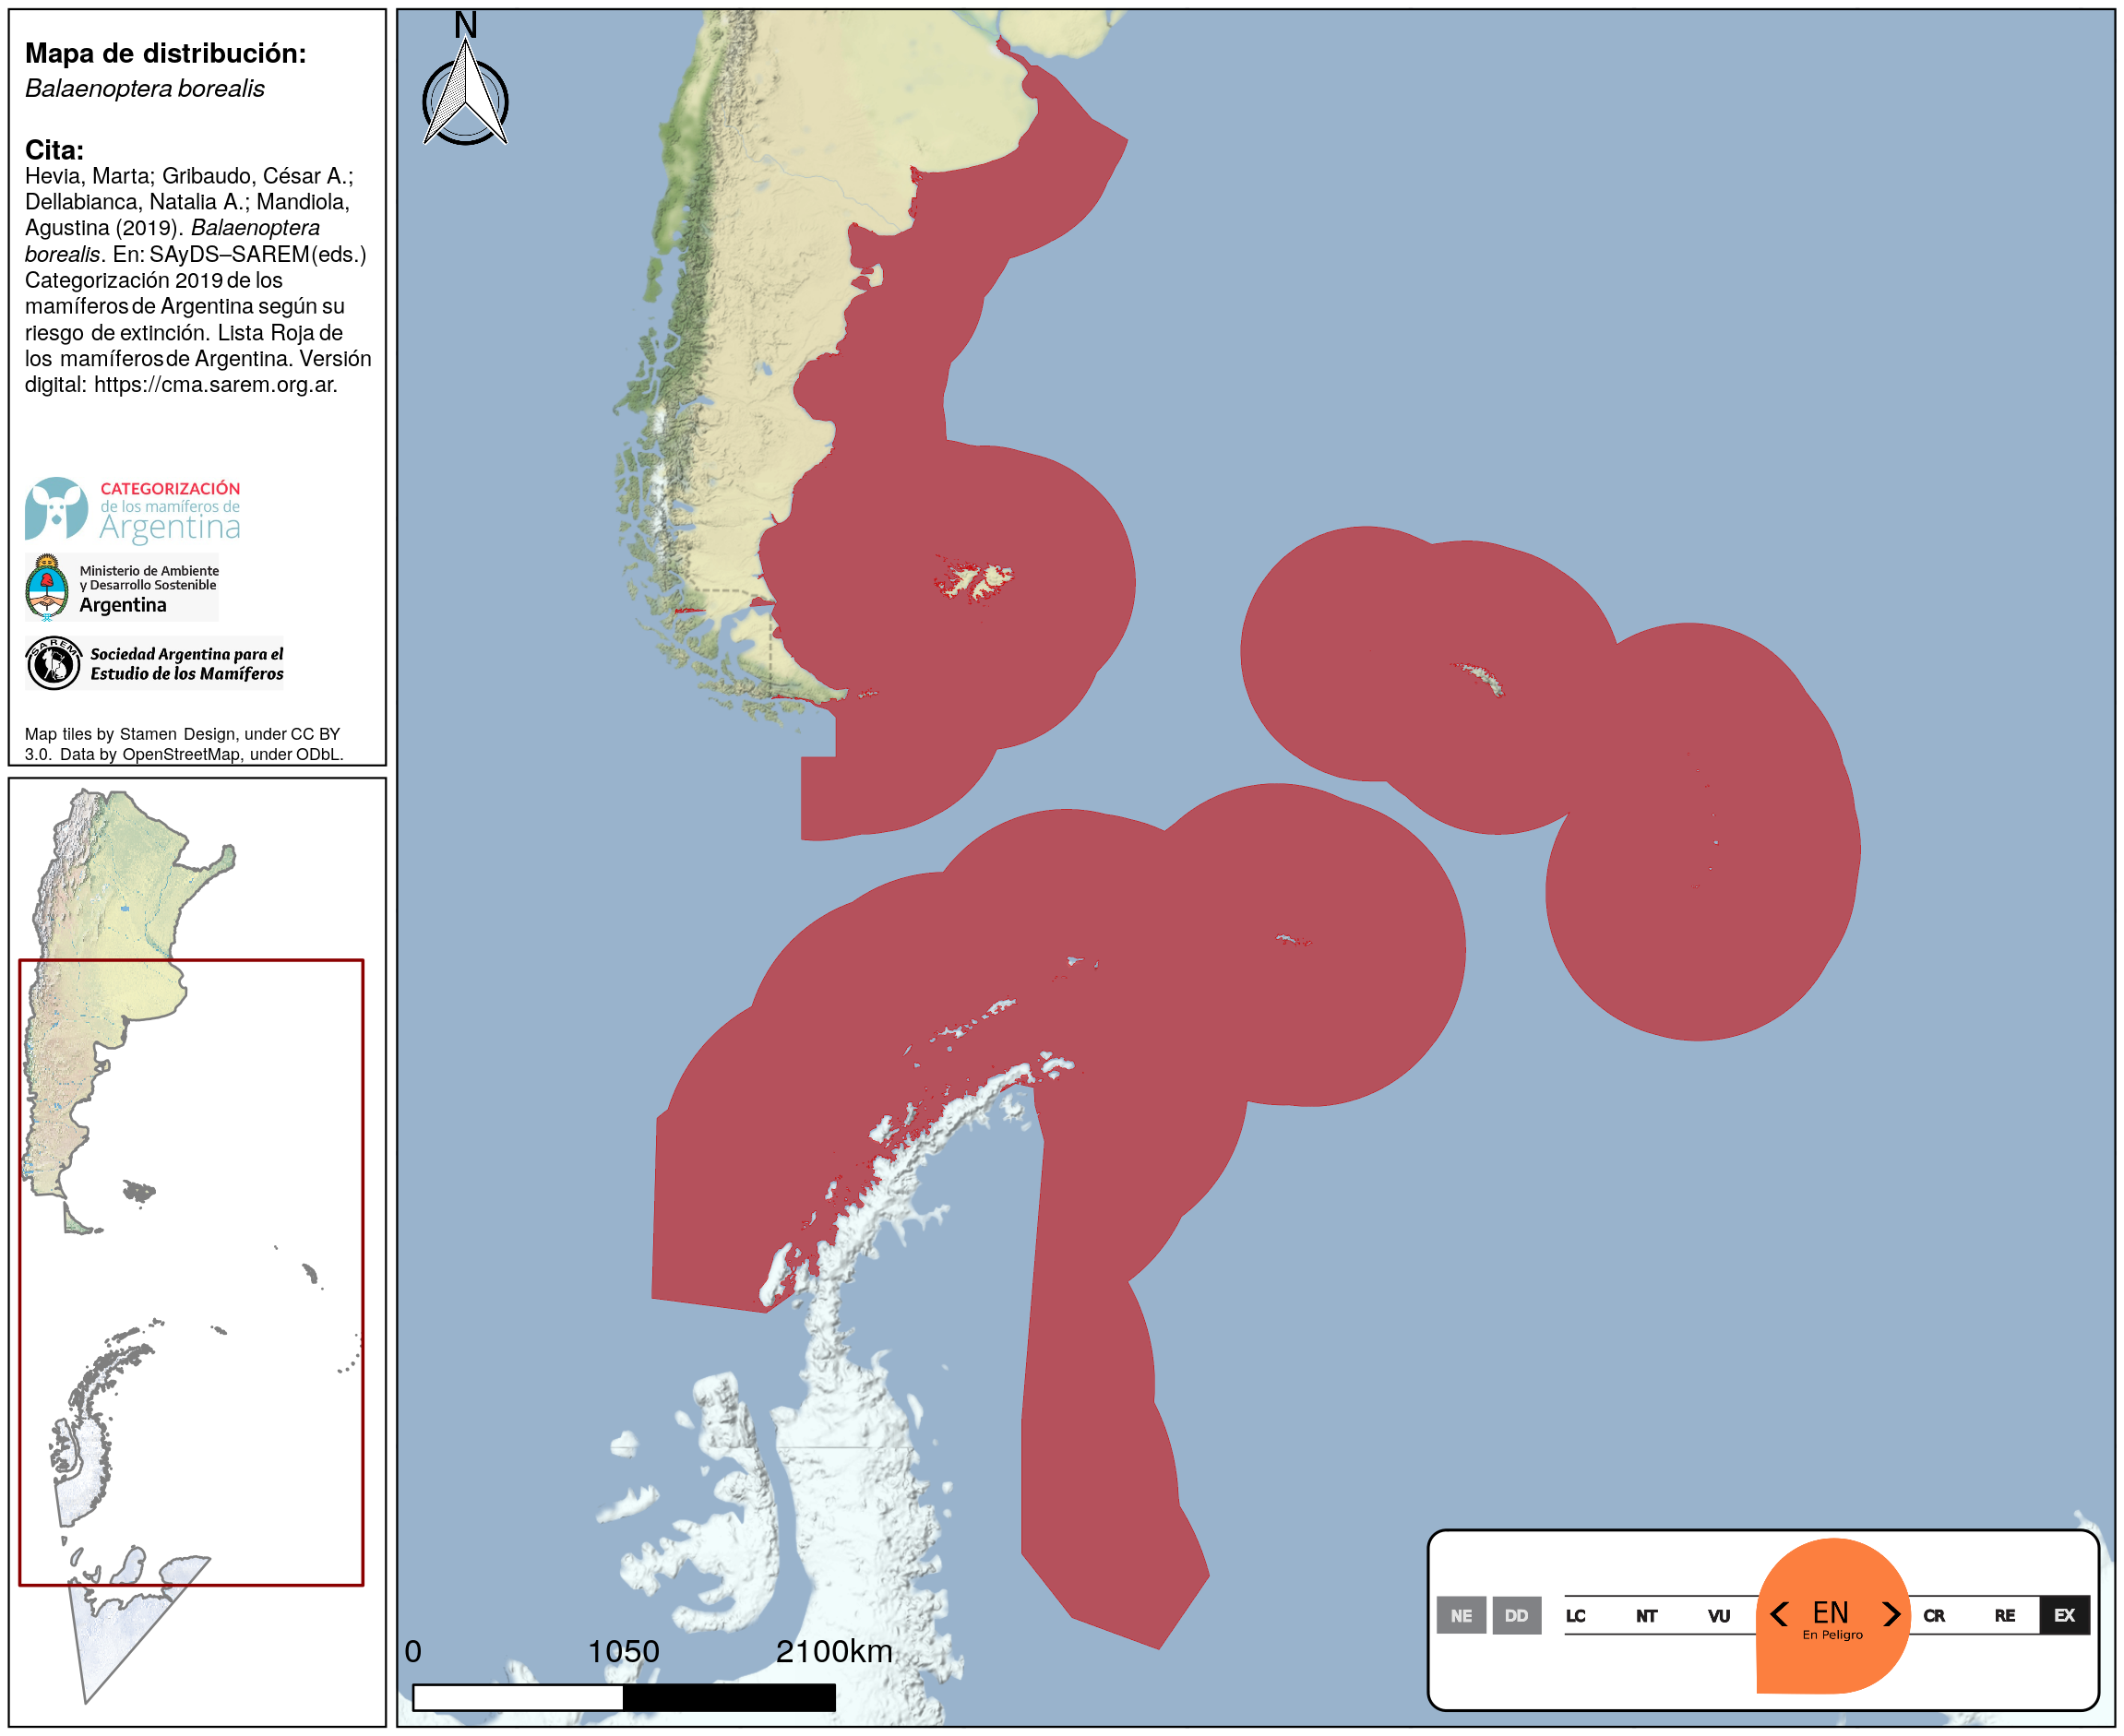 Mapa de distribución:
Balaenoptera borealis
Cita:
Hevia, Marta; Gribaudo, César A.;
Dellabianca, Natalia A.; Mandiola,
Agustina (2019). Balaenoptera
borealis. En: SAyDS–SAREM(eds.)
Categorización 2019 de los
mamíferos de Argentina según su
riesgo de extinción. Lista Roja de
los mamíferos de Argentina. Versión
digital: https://cma.sarem.org.ar.
CATEGORIZACIÓN
de los mamíferos de
Argentina
Ministerio de Ambiente
y Desarrollo Sostenible
Argentina
SAREM
Sociedad Argentina para el
Estudio de los Mamíferos
Map tiles by Stamen Design, under CC BY
3.0. Data by OpenStreetMap, under ODbL.
N
0 1050 2100km
NE DD LC NT VU < EN > CR RE EX
En Peligro